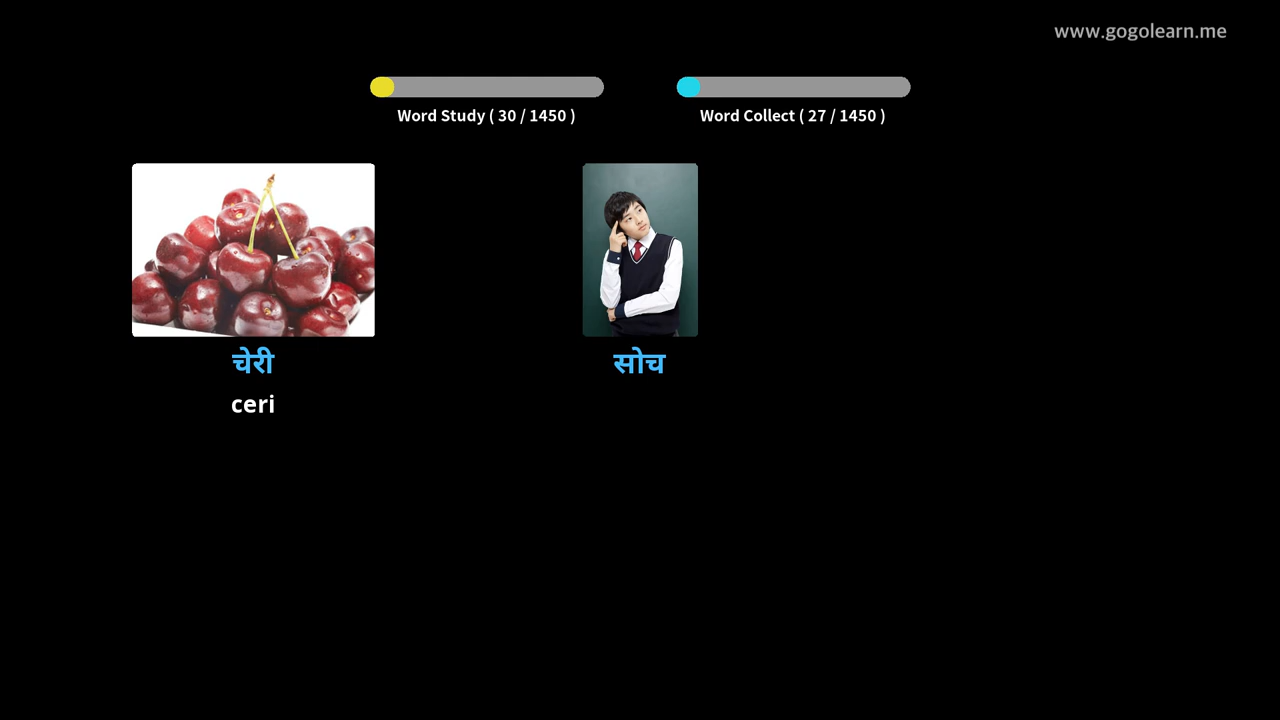 www.gogolearn.me
Word Study ( 30 / 1450 )
Word Collect ( 27 / 1450 )
चेरी
ceri
सोच